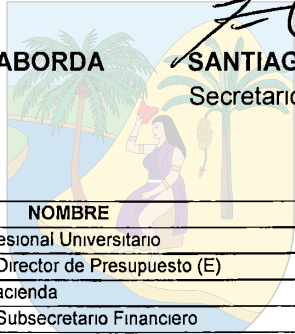 ABORDA SANTIAG
Secretario
NOMBRE
esional Universitario
Director de Presupuesto (E)
acienda
Subsecretario Financiero